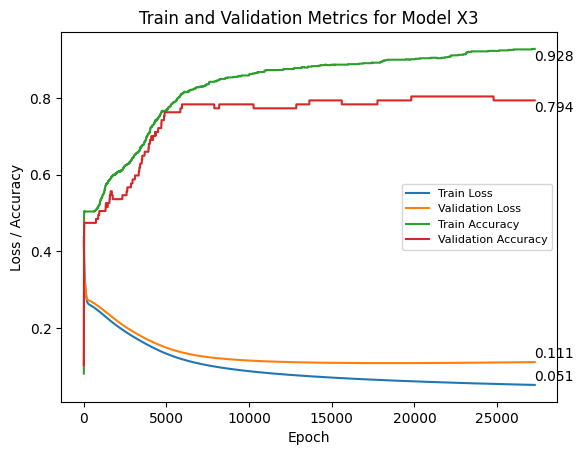 Train and Validation Metrics for Model X3
Loss / Accuracy
0.8
0.6
0.4
0.2
0.928
0.794
Train Loss
Validation Loss
Train Accuracy
Validation Accuracy
0.111
0.051
0 5000 10000 15000 20000 25000
Epoch